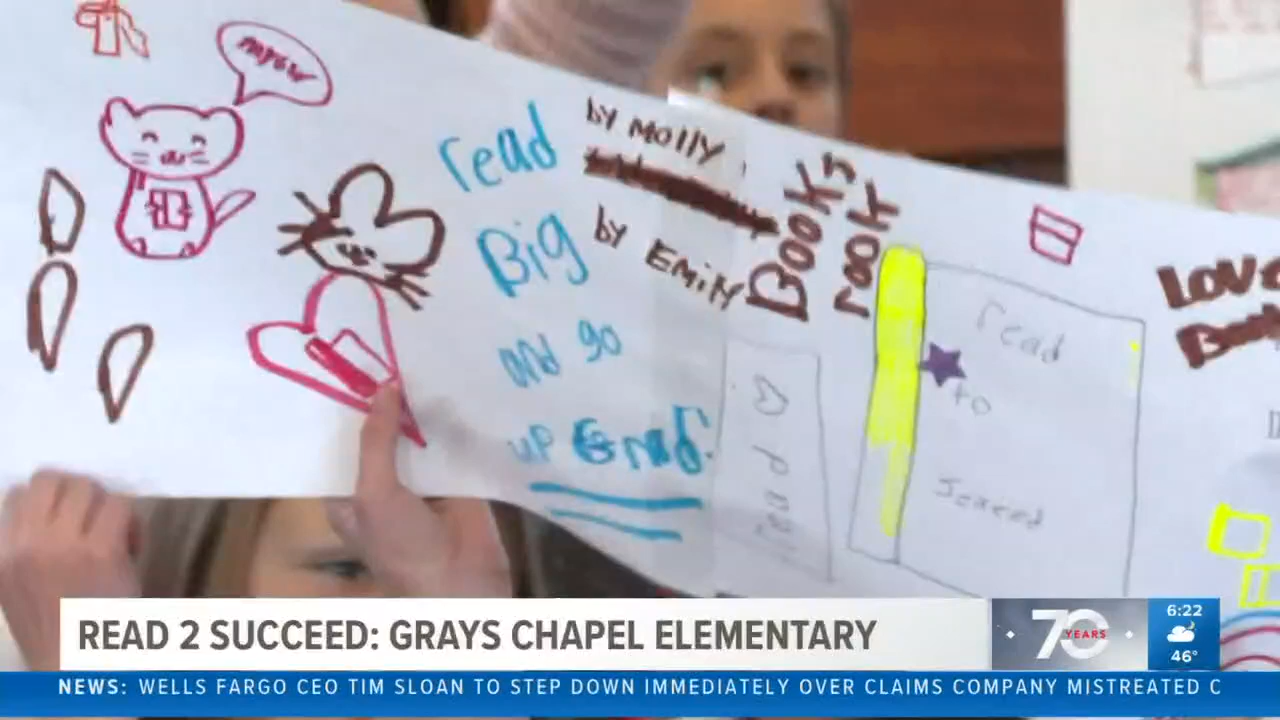 meow
read
Big
and go
up Grad.
by Molly.
by Emily
Books
rook
read
read
to
Love
READ 2 SUCCEED: GRAYS CHAPEL ELEMENTARY
70 YEARS
6:22
46°
NEWS: WELLS FARGO CEO TIM SLOAN TO STEP DOWN IMMEDIATELY OVER CLAIMS COMPANY MISTREATED C